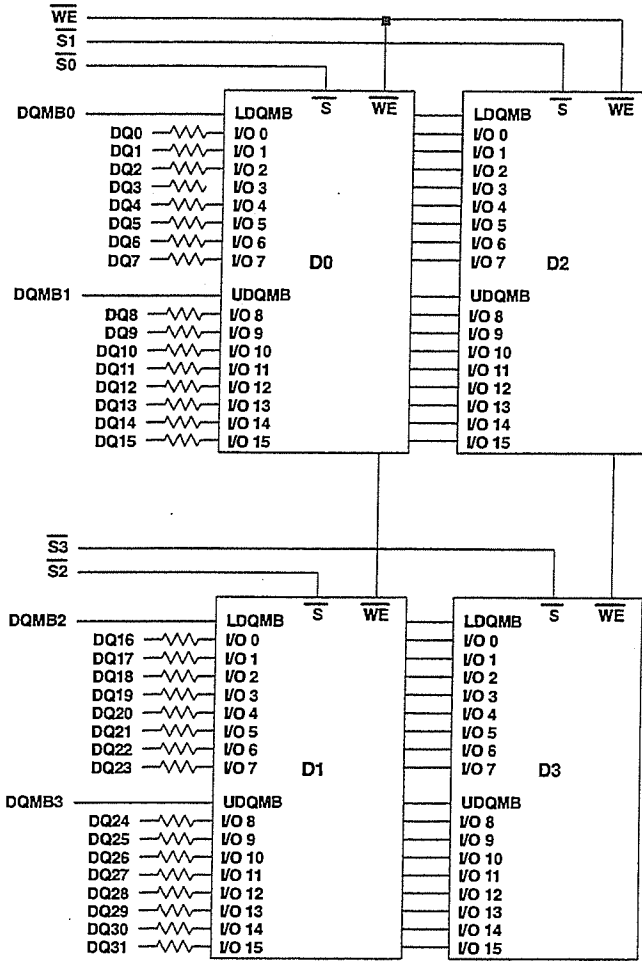 WE
S1
S0
S WE S WE
DQMB0 LDQMB LDQMB
DQ0 I/O 0 I/O 0
DQ1 I/O 1 I/O 1
DQ2 I/O 2 I/O 2
DQ3 I/O 3 I/O 3
DQ4 I/O 4 I/O 4
DQ5 I/O 5 I/O 5
DQ6 I/O 6 I/O 6
DQ7 I/O 7 D0 I/O 7 D2
DQMB1 UDQMB UDQMB
DQ8 I/O 8 I/O 8
DQ9 I/O 9 I/O 9
DQ10 I/O 10 I/O 10
DQ11 I/O 11 I/O 11
DQ12 I/O 12 I/O 12
DQ13 I/O 13 I/O 13
DQ14 I/O 14 I/O 14
DQ15 I/O 15 I/O 15
S3
S2
S WE S WE
DQMB2 LDQMB LDQMB
DQ16 I/O 0 I/O 0
DQ17 I/O 1 I/O 1
DQ18 I/O 2 I/O 2
DQ19 I/O 3 I/O 3
DQ20 I/O 4 I/O 4
DQ21 I/O 5 I/O 5
DQ22 I/O 6 I/O 6
DQ23 I/O 7 D1 I/O 7 D3
DQMB3 UDQMB UDQMB
DQ24 I/O 8 I/O 8
DQ25 I/O 9 I/O 9
DQ26 I/O 10 I/O 10
DQ27 I/O 11 I/O 11
DQ28 I/O 12 I/O 12
DQ29 I/O 13 I/O 13
DQ30 I/O 14 I/O 14
DQ31 I/O 15 I/O 15